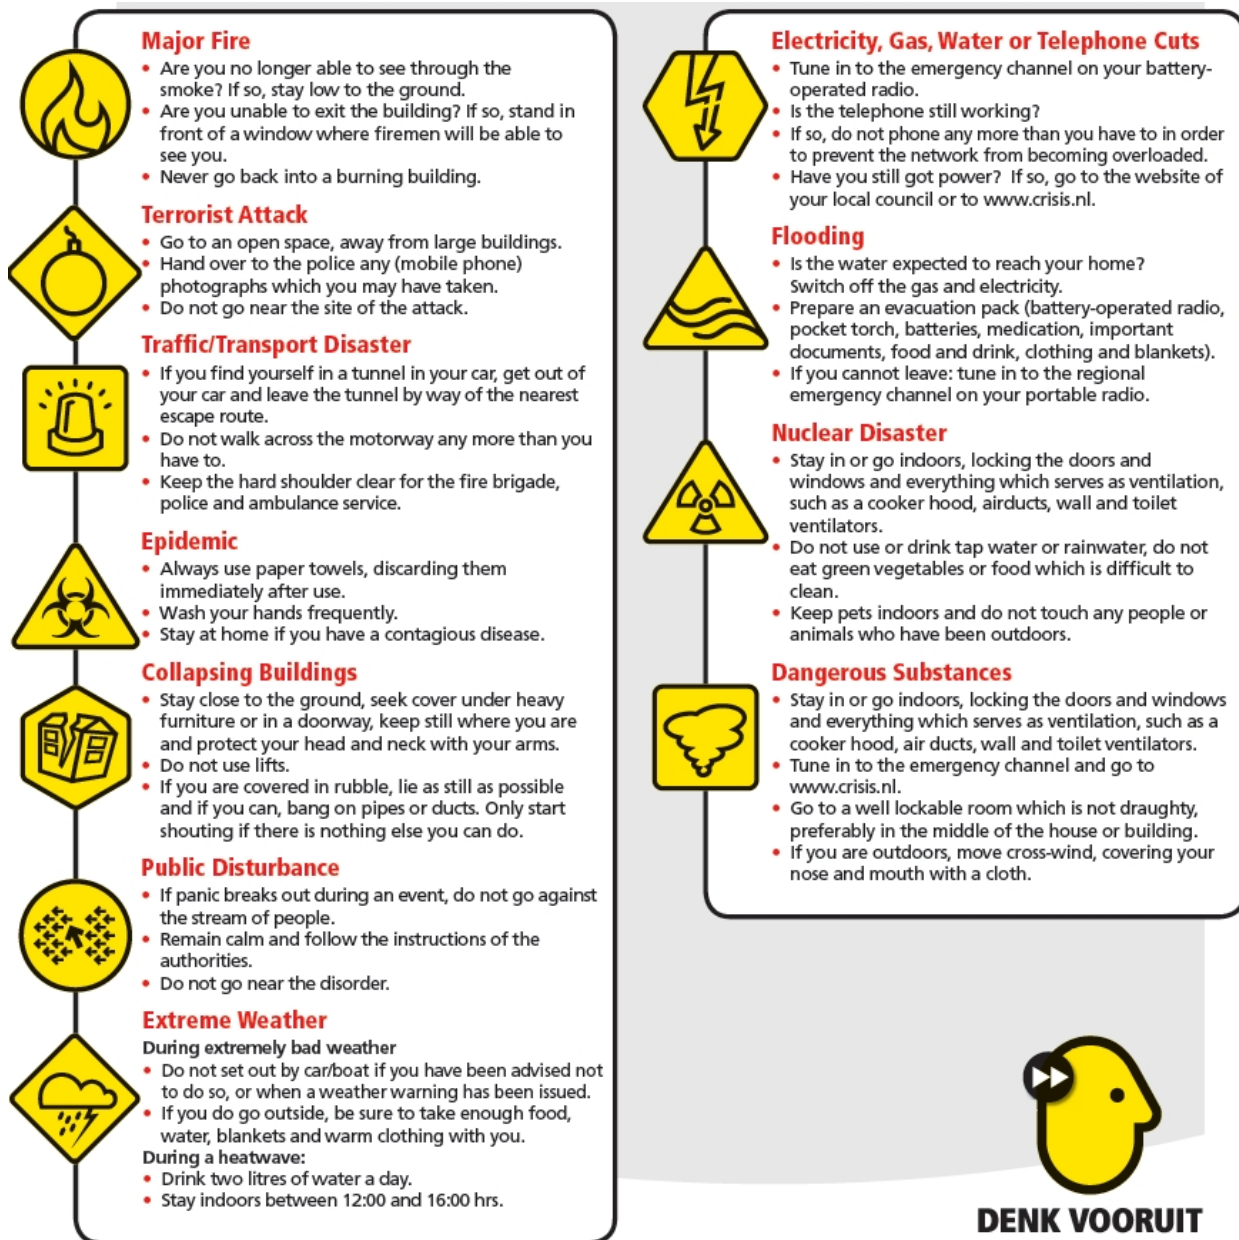 Major Fire
• Are you no longer able to see through the
smoke? If so, stay low to the ground.
• Are you unable to exit the building? If so, stand in
front of a window where firemen will be able to
see you.
• Never go back into a burning building.
Terrorist Attack
• Go to an open space, away from large buildings.
• Hand over to the police any (mobile phone)
photographs which you may have taken.
• Do not go near the site of the attack.
Traffic/Transport Disaster
• If you find yourself in a tunnel in your car, get out of
your car and leave the tunnel by way of the nearest
escape route.
• Do not walk across the motorway any more than you
have to.
• Keep the hard shoulder clear for the fire brigade,
police and ambulance service.
Epidemic
• Always use paper towels, discarding them
immediately after use.
• Wash your hands frequently.
• Stay at home if you have a contagious disease.
Collapsing Buildings
• Stay close to the ground, seek cover under heavy
furniture or in a doorway, keep still where you are
and protect your head and neck with your arms.
• Do not use lifts.
• If you are covered in rubble, lie as still as possible
and if you can, bang on pipes or ducts. Only start
shouting if there is nothing else you can do.
Public Disturbance
• If panic breaks out during an event, do not go against
the stream of people.
• Remain calm and follow the instructions of the
authorities.
• Do not go near the disorder.
Extreme Weather
During extremely bad weather
• Do not set out by car/boat if you have been advised not
to do so, or when a weather warning has been issued.
• If you do go outside, be sure to take enough food,
water, blankets and warm clothing with you.
During a heatwave:
• Drink two litres of water a day.
• Stay indoors between 12:00 and 16:00 hrs.
Electricity, Gas, Water or Telephone Cuts
• Tune in to the emergency channel on your battery-
operated radio.
• Is the telephone still working?
• If so, do not phone any more than you have to in order
to prevent the network from becoming overloaded.
• Have you still got power? If so, go to the website of
your local council or to www.crisis.nl.
Flooding
• Is the water expected to reach your home?
Switch off the gas and electricity.
• Prepare an evacuation pack (battery-operated radio,
pocket torch, batteries, medication, important
documents, food and drink, clothing and blankets).
• If you cannot leave: tune in to the regional
emergency channel on your portable radio.
Nuclear Disaster
• Stay in or go indoors, locking the doors and
windows and everything which serves as ventilation,
such as a cooker hood, airducts, wall and toilet
ventilators.
• Do not use or drink tap water or rainwater, do not
eat green vegetables or food which is difficult to
clean.
• Keep pets indoors and do not touch any people or
animals who have been outdoors.
Dangerous Substances
• Stay in or go indoors, locking the doors and windows
and everything which serves as ventilation, such as a
cooker hood, air ducts, wall and toilet ventilators.
• Tune in to the emergency channel and go to
www.crisis.nl.
• Go to a well lockable room which is not draughty,
preferably in the middle of the house or building.
• If you are outdoors, move cross-wind, covering your
nose and mouth with a cloth.
DENK VOORUIT